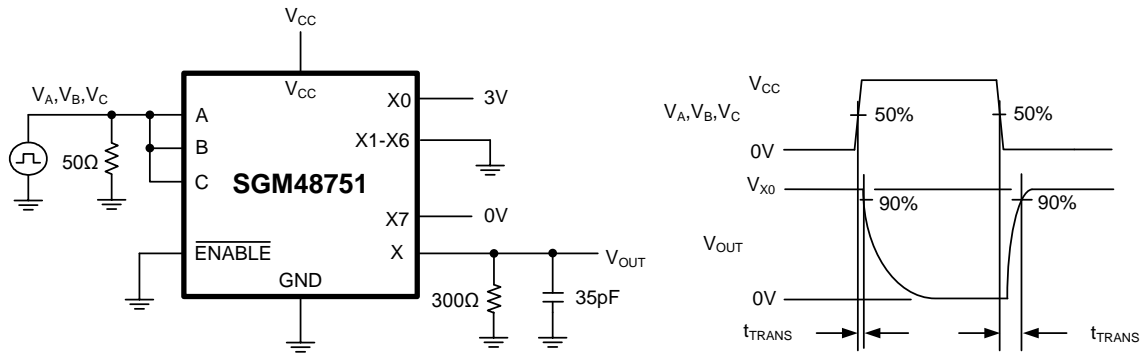 VCC
VA,VB,VC
50Ω
VCC
A
B
C
SGM48751
ENABLE
GND
X0
X1-X6
X7
X
3V
0V
VOUT
300Ω
35pF
VCC
VA,VB,VC
0V
50%
50%
VX0
90%
90%
VOUT
0V
tTRANS
tTRANS